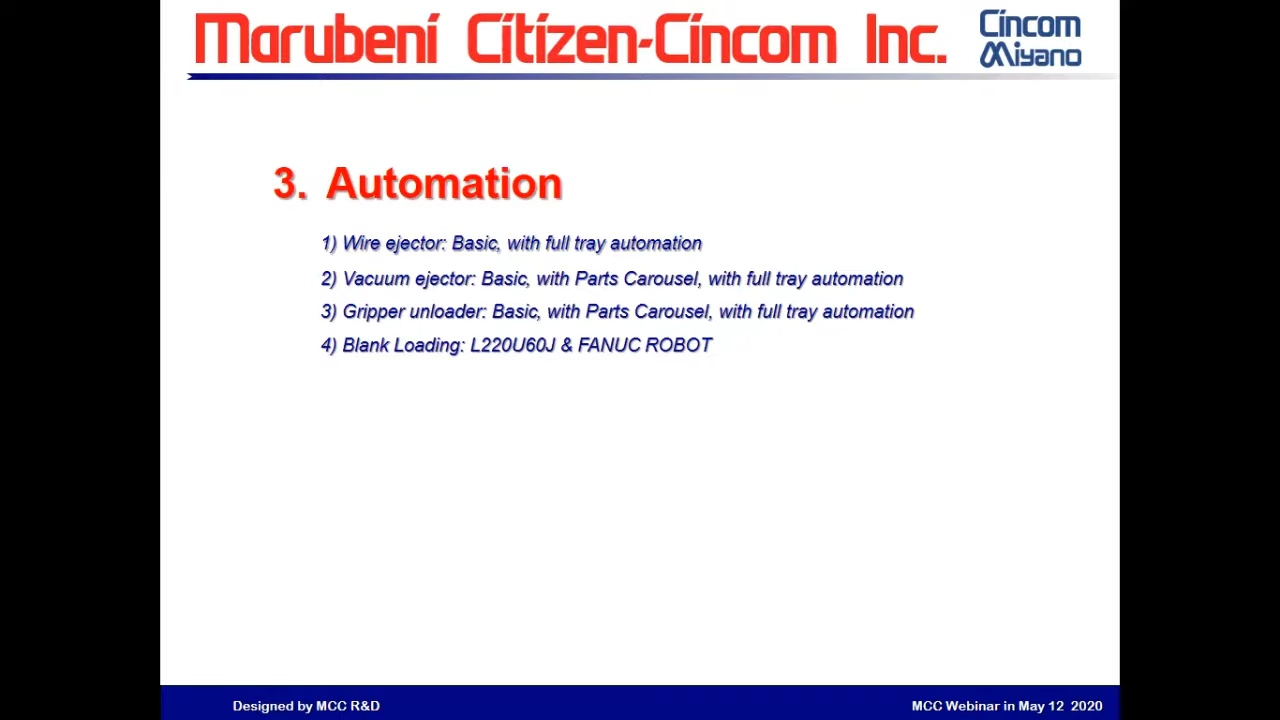 Marubeni Citizen-Cincom Inc.
Cincom
Miyano
3. Automation
1) Wire ejector: Basic, with full tray automation
2) Vacuum ejector: Basic, with Parts Carousel, with full tray automation
3) Gripper unloader: Basic, with Parts Carousel, with full tray automation
4) Blank Loading: L220U60J & FANUC ROBOT
Designed by MCC R&D
MCC Webinar in May 12 2020